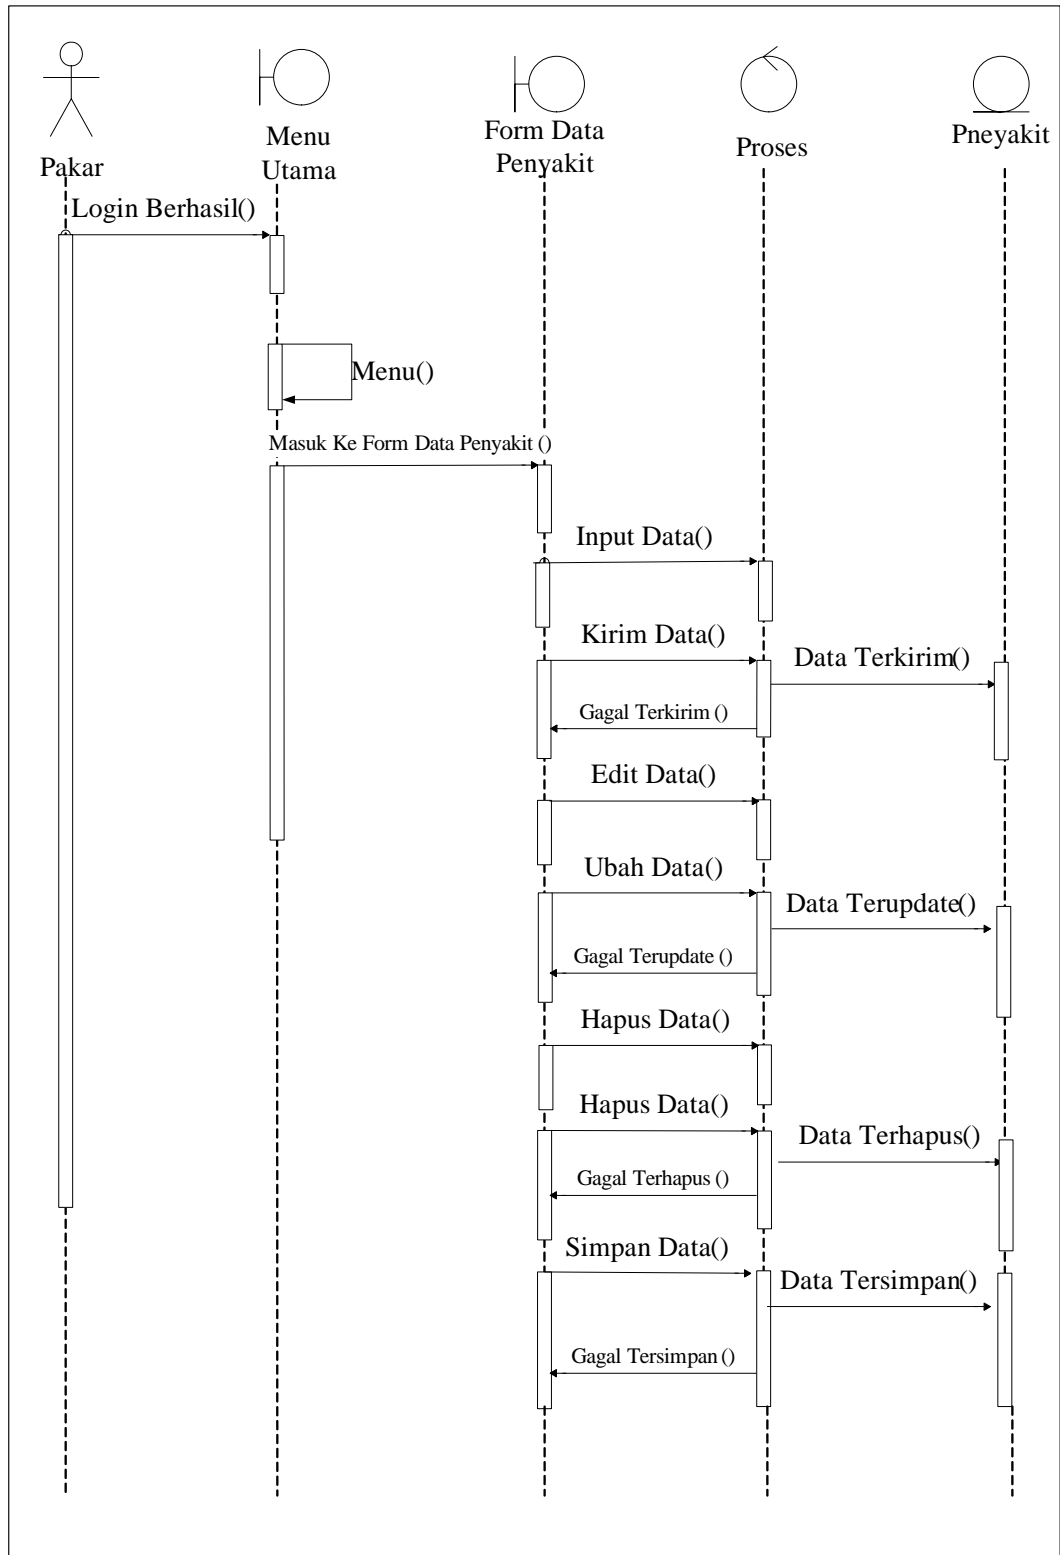 Pakar
Menu
Utama
Form Data
Penyakit
Proses
Pneyakit
Login Berhasil()
Menu()
Masuk Ke Form Data Penyakit ()
Input Data()
Kirim Data()
Data Terkirim()
Gagal Terkirim ()
Edit Data()
Ubah Data()
Data Terupdate()
Gagal Terupdate ()
Hapus Data()
Hapus Data()
Data Terhapus()
Gagal Terhapus ()
Simpan Data()
Data Tersimpan()
Gagal Tersimpan ()